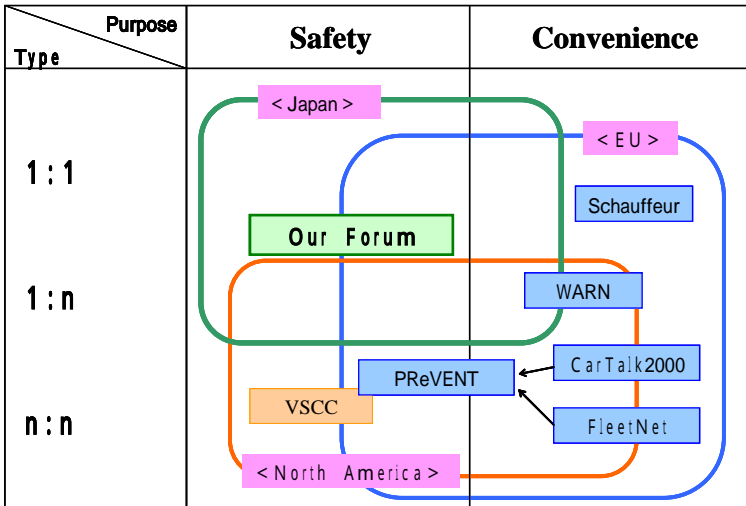 Purpose
Type
Safety
Convenience
< Japan >
< EU >
1:1
Schauffeur
Our Forum
1:n
WARN
PReVENT
CarTalk2000
VSCC
n:n
FleetNet
<North America>